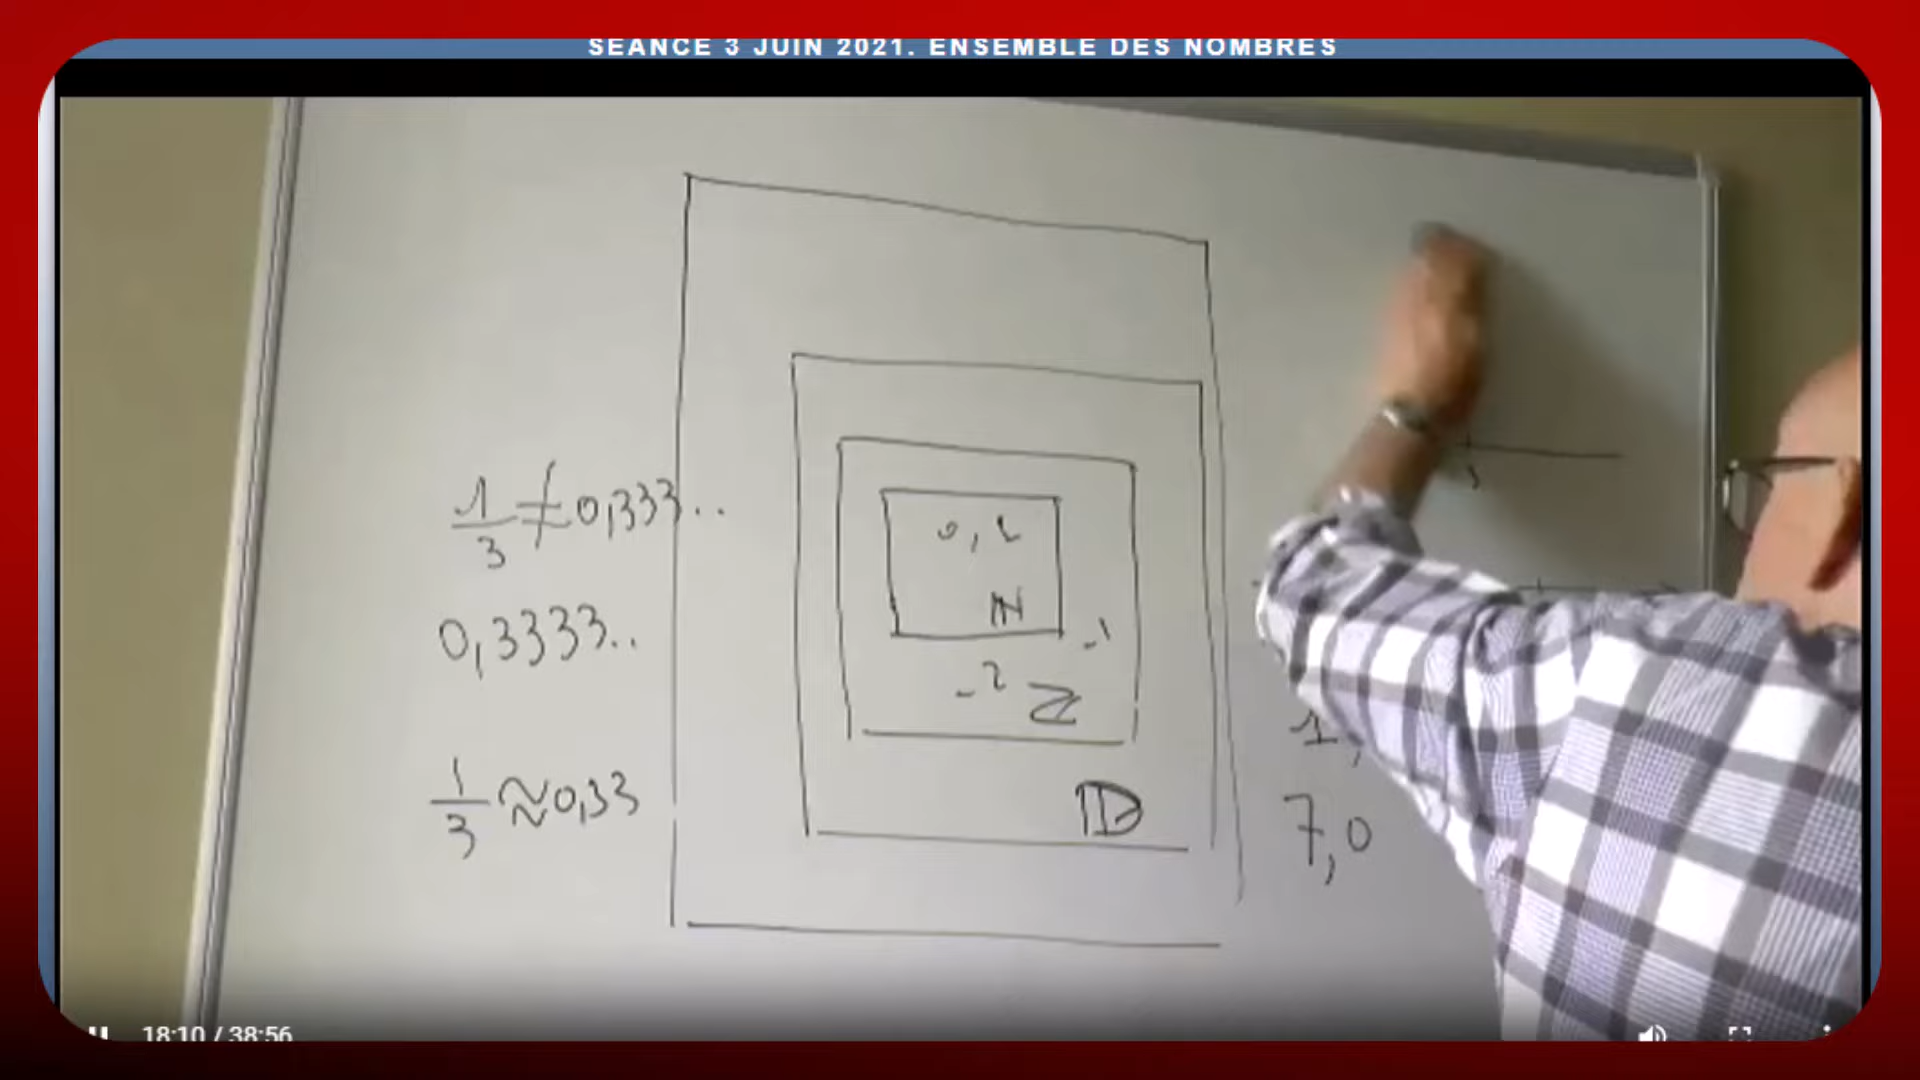 SEANCE 3 JUIN 2021. ENSEMBLE DES NOMBRES
1/3 ≠ 0,333..
0,3333..
1/3 ≈ 0,33
0, 1
ℕ
-1
-2 ℤ
𝔻
1,
7,0
18:10 / 38:56